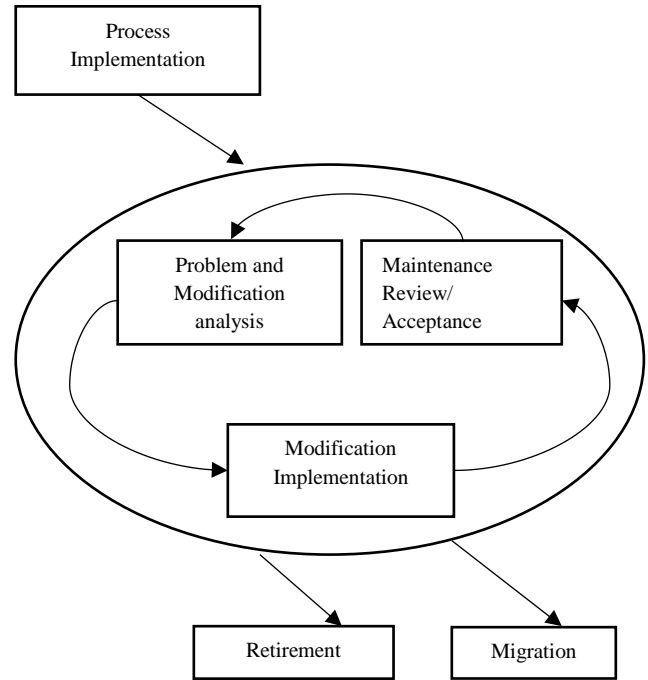 Process
Implementation
Problem and
Modification
analysis
Maintenance
Review/
Acceptance
Modification
Implementation
Retirement
Migration